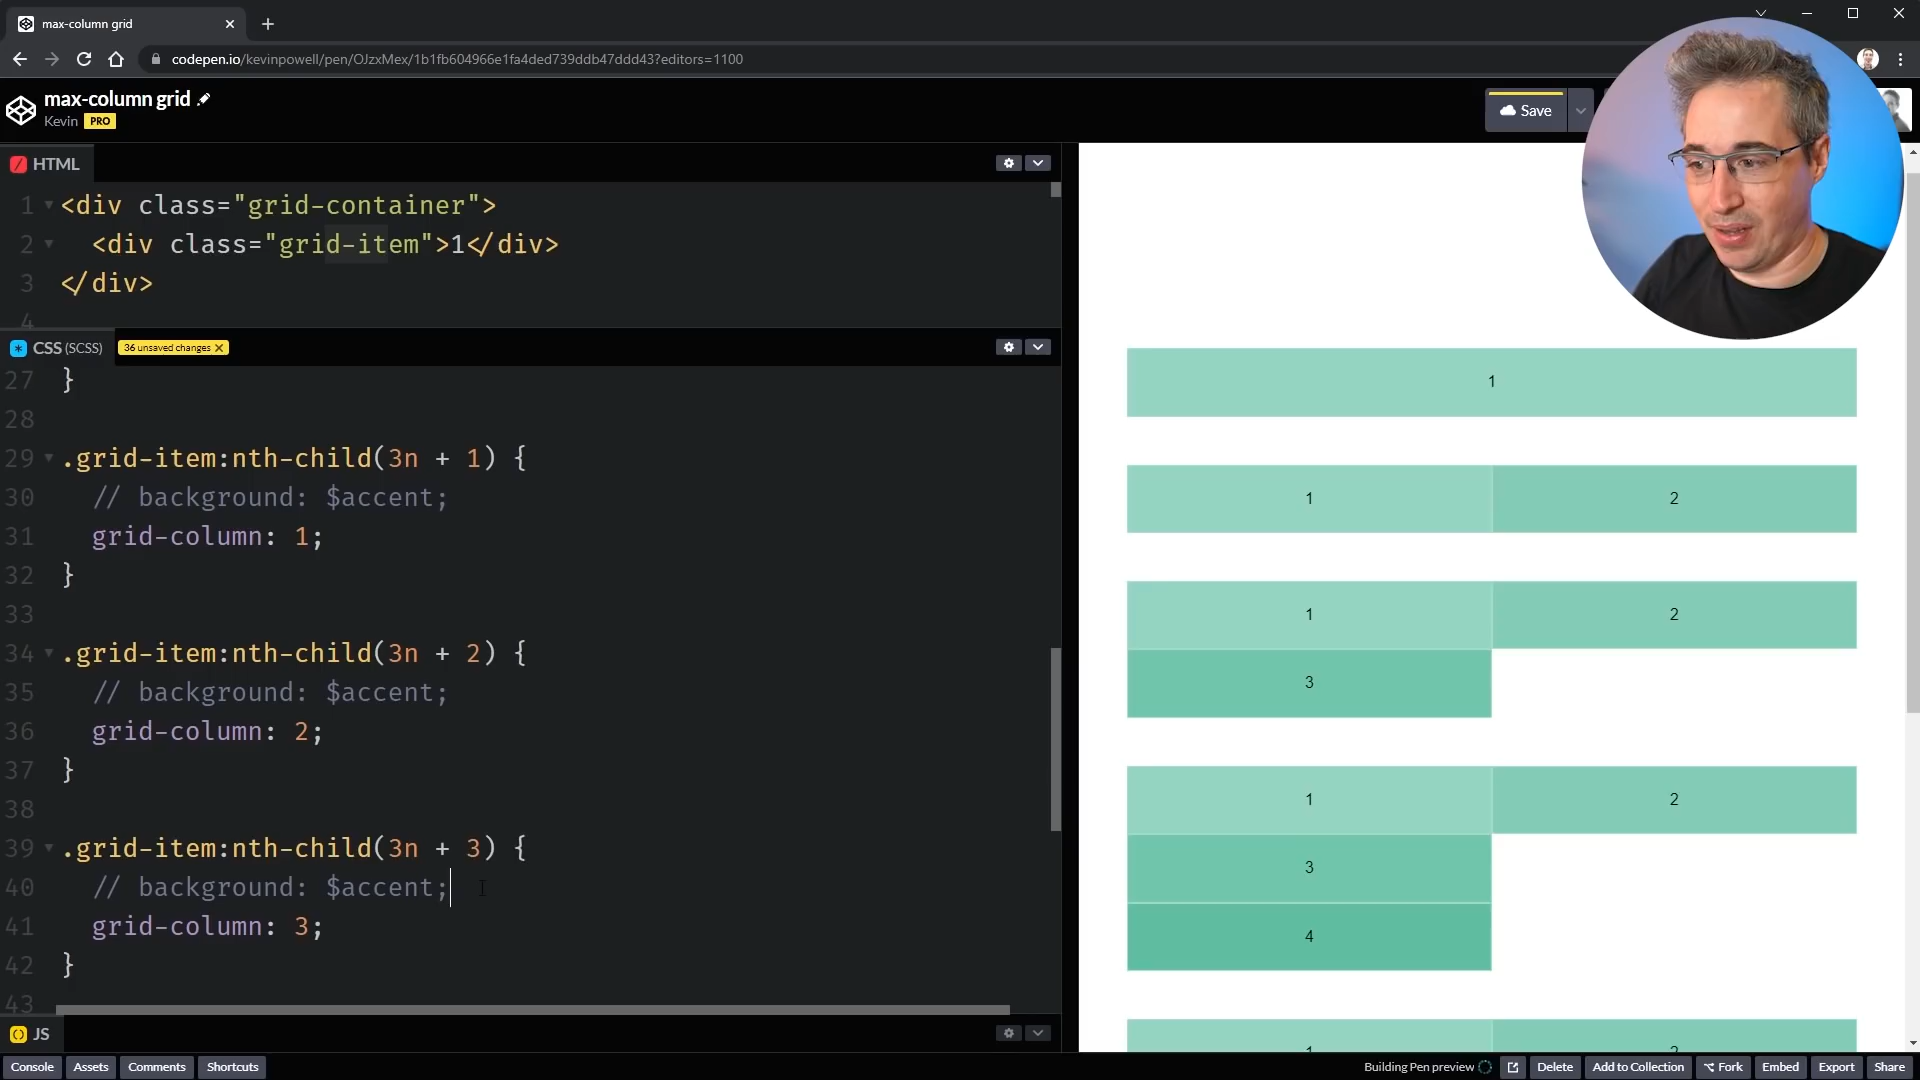 max-column grid
codepen.io/kevinpowell/pen/OJzxMex/1b1fb604966e1fa4ded739ddb47ddd43?editors=1100
max-column grid
Kevin PRO
Save
HTML
1 <div class="grid-container">
2 <div class="grid-item">1</div>
3 </div>
4
CSS (SCSS) 36 unsaved changes
27 }
28
29 .grid-item:nth-child(3n + 1) {
30 // background: $accent;
31 grid-column: 1;
32 }
33
34 .grid-item:nth-child(3n + 2) {
35 // background: $accent;
36 grid-column: 2;
37 }
38
39 .grid-item:nth-child(3n + 3) {
40 // background: $accent;
41 grid-column: 3;
42 }
43
JS
1
1 2
1 2
3
1 2
3
4
1 2
Console Assets Comments Shortcuts
Building Pen preview Delete Add to Collection Fork Embed Export Share